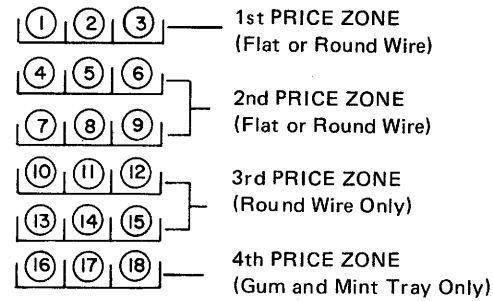 1 2 3 1st PRICE ZONE
(Flat or Round Wire)
4 5 6
2nd PRICE ZONE
7 8 9 (Flat or Round Wire)
10 11 12
3rd PRICE ZONE
(Round Wire Only)
13 14 15
16 17 18 4th PRICE ZONE
(Gum and Mint Tray Only)